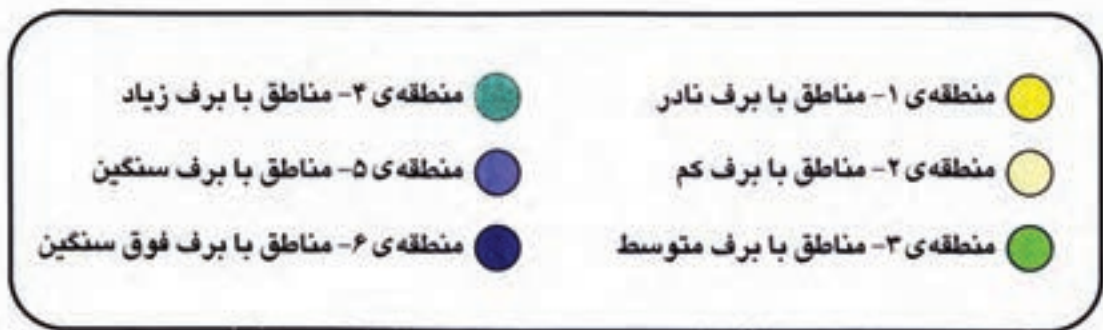 منطقه‌ی ۱- مناطق با برف نادر
منطقه‌ی ۲- مناطق با برف کم
منطقه‌ی ۳- مناطق با برف متوسط
منطقه‌ی ۴- مناطق با برف زیاد
منطقه‌ی ۵- مناطق با برف سنگین
منطقه‌ی ۶- مناطق با برف فوق سنگین